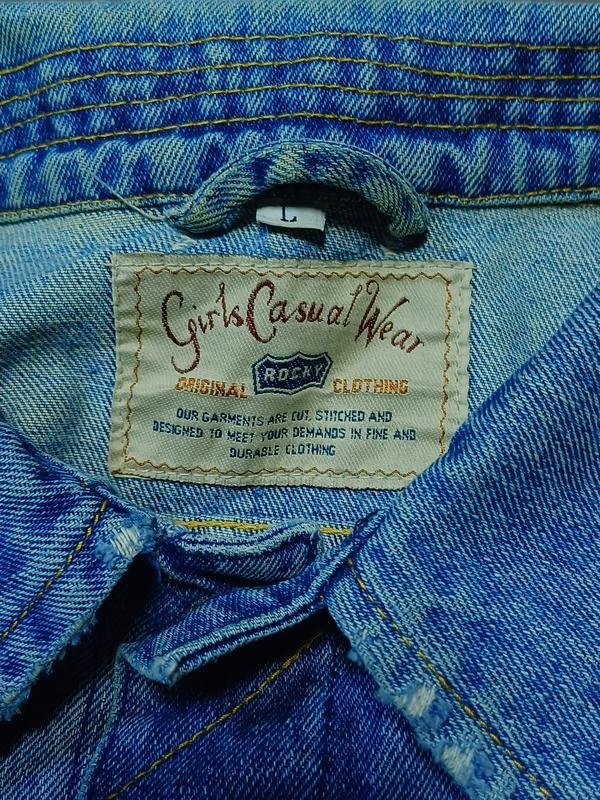 L
Girls Casual Wear
ORIGINAL ROCKY CLOTHING
OUR GARMENTS ARE CUT, STITCHED AND
DESIGNED TO MEET YOUR DEMANDS IN FINE AND
DURABLE CLOTHING